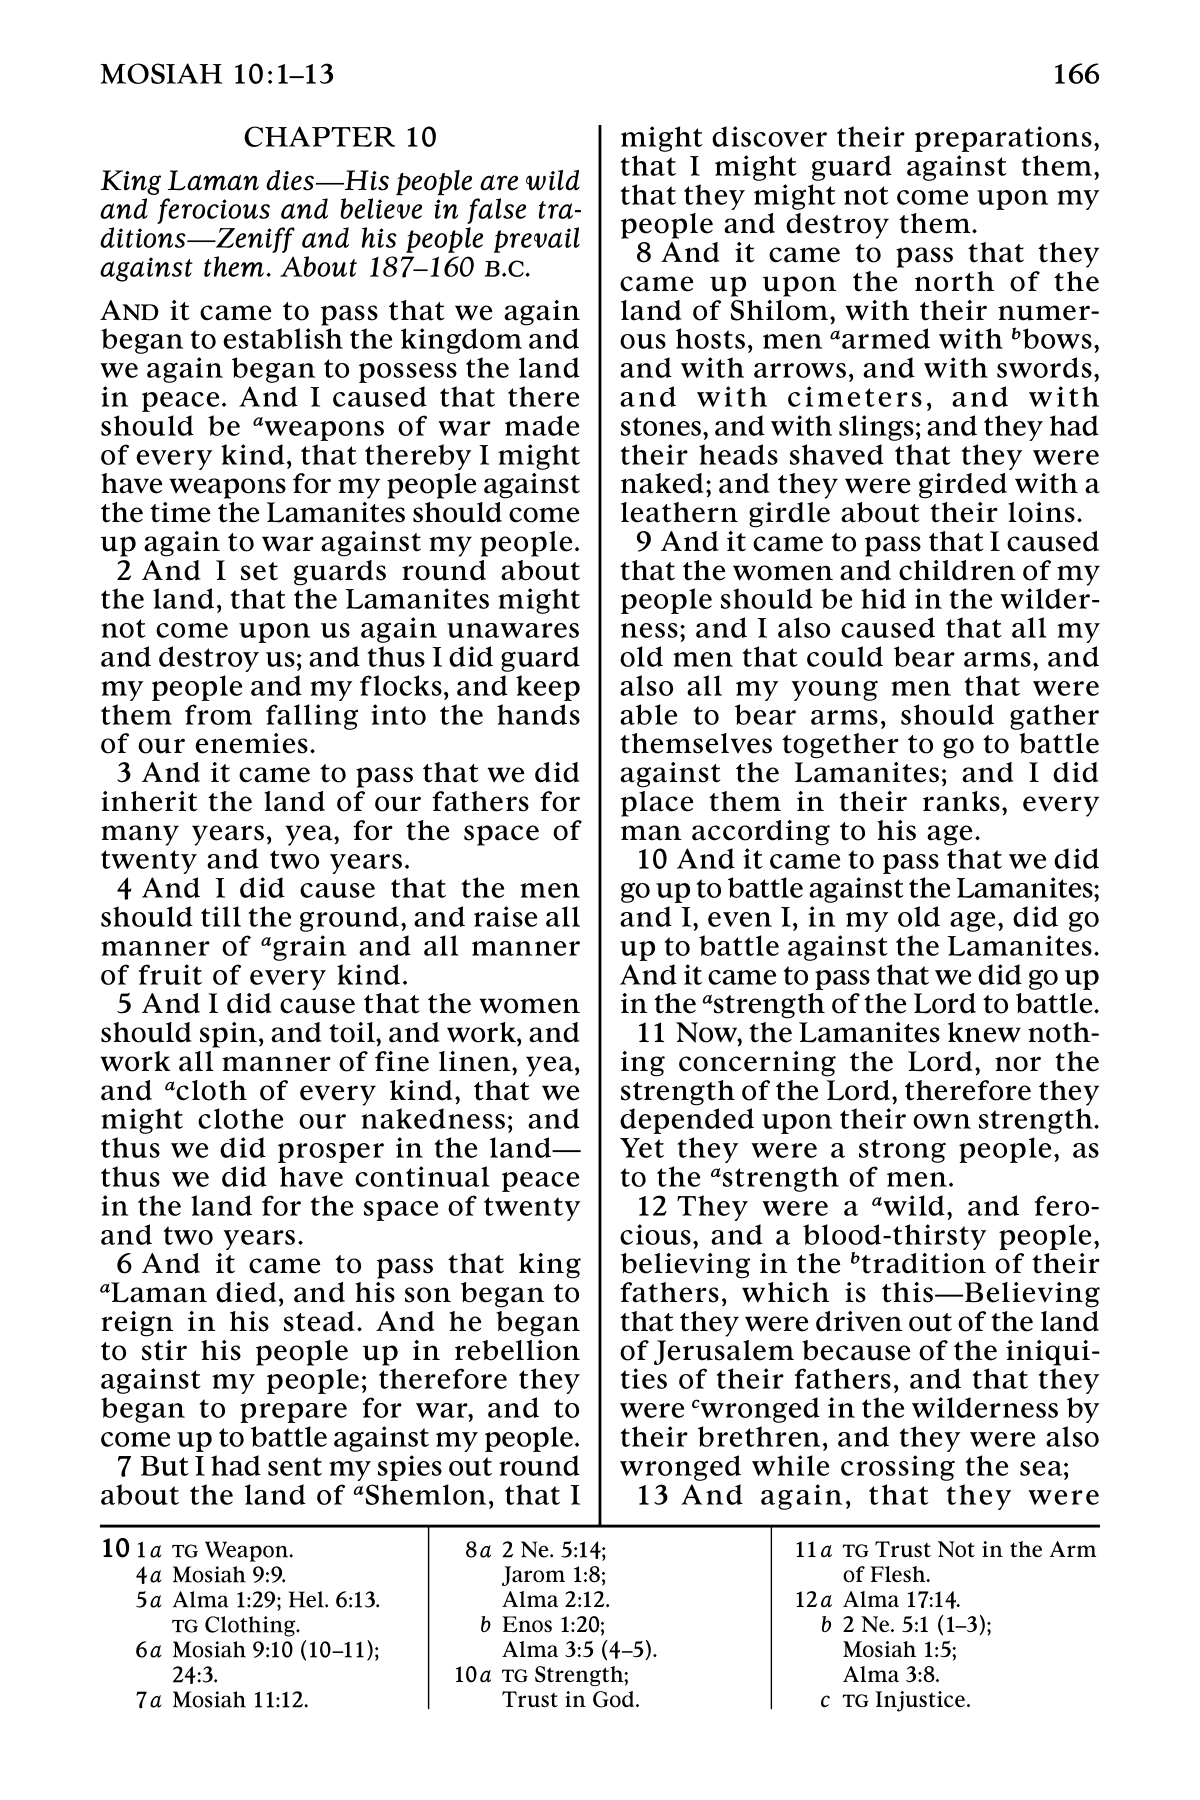 MOSIAH 10:1–13
166
CHAPTER 10
King Laman dies—His people are wild
and ferocious and believe in false tra-
ditions—Zeniff and his people prevail
against them. About 187–160 B.C.
AND it came to pass that we again
began to establish the kingdom and
we again began to possess the land
in peace. And I caused that there
should be aweapons of war made
of every kind, that thereby I might
have weapons for my people against
the time the Lamanites should come
up again to war against my people.
2 And I set guards round about
the land, that the Lamanites might
not come upon us again unawares
and destroy us; and thus I did guard
my people and my flocks, and keep
them from falling into the hands
of our enemies.
3 And it came to pass that we did
inherit the land of our fathers for
many years, yea, for the space of
twenty and two years.
4 And I did cause that the men
should till the ground, and raise all
manner of agrain and all manner
of fruit of every kind.
5 And I did cause that the women
should spin, and toil, and work, and
work all manner of fine linen, yea,
and acloth of every kind, that we
might clothe our nakedness; and
thus we did prosper in the land—
thus we did have continual peace
in the land for the space of twenty
and two years.
6 And it came to pass that king
aLaman died, and his son began to
reign in his stead. And he began
to stir his people up in rebellion
against my people; therefore they
began to prepare for war, and to
come up to battle against my people.
7 But I had sent my spies out round
about the land of aShemlon, that I
might discover their preparations,
that I might guard against them,
that they might not come upon my
people and destroy them.
8 And it came to pass that they
came up upon the north of the
land of Shilom, with their numer-
ous hosts, men aarmed with bbows,
and with arrows, and with swords,
and with cimeters, and with
stones, and with slings; and they had
their heads shaved that they were
naked; and they were girded with a
leathern girdle about their loins.
9 And it came to pass that I caused
that the women and children of my
people should be hid in the wilder-
ness; and I also caused that all my
old men that could bear arms, and
also all my young men that were
able to bear arms, should gather
themselves together to go to battle
against the Lamanites; and I did
place them in their ranks, every
man according to his age.
10 And it came to pass that we did
go up to battle against the Lamanites;
and I, even I, in my old age, did go
up to battle against the Lamanites.
And it came to pass that we did go up
in the astrength of the Lord to battle.
11 Now, the Lamanites knew noth-
ing concerning the Lord, nor the
strength of the Lord, therefore they
depended upon their own strength.
Yet they were a strong people, as
to the astrength of men.
12 They were a awild, and fero-
cious, and a blood-thirsty people,
believing in the btradition of their
fathers, which is this—Believing
that they were driven out of the land
of Jerusalem because of the iniqui-
ties of their fathers, and that they
were cwronged in the wilderness by
their brethren, and they were also
wronged while crossing the sea;
13 And again, that they were
10 1a TG Weapon.
4a Mosiah 9:9.
5a Alma 1:29; Hel. 6:13.
TG Clothing.
6a Mosiah 9:10 (10–11);
24:3.
7a Mosiah 11:12.
8a 2 Ne. 5:14;
Jarom 1:8;
Alma 2:12.
b Enos 1:20;
Alma 3:5 (4–5).
10a TG Strength;
Trust in God.
11a TG Trust Not in the Arm
of Flesh.
12a Alma 17:14.
b 2 Ne. 5:1 (1–3);
Mosiah 1:5;
Alma 3:8.
c TG Injustice.